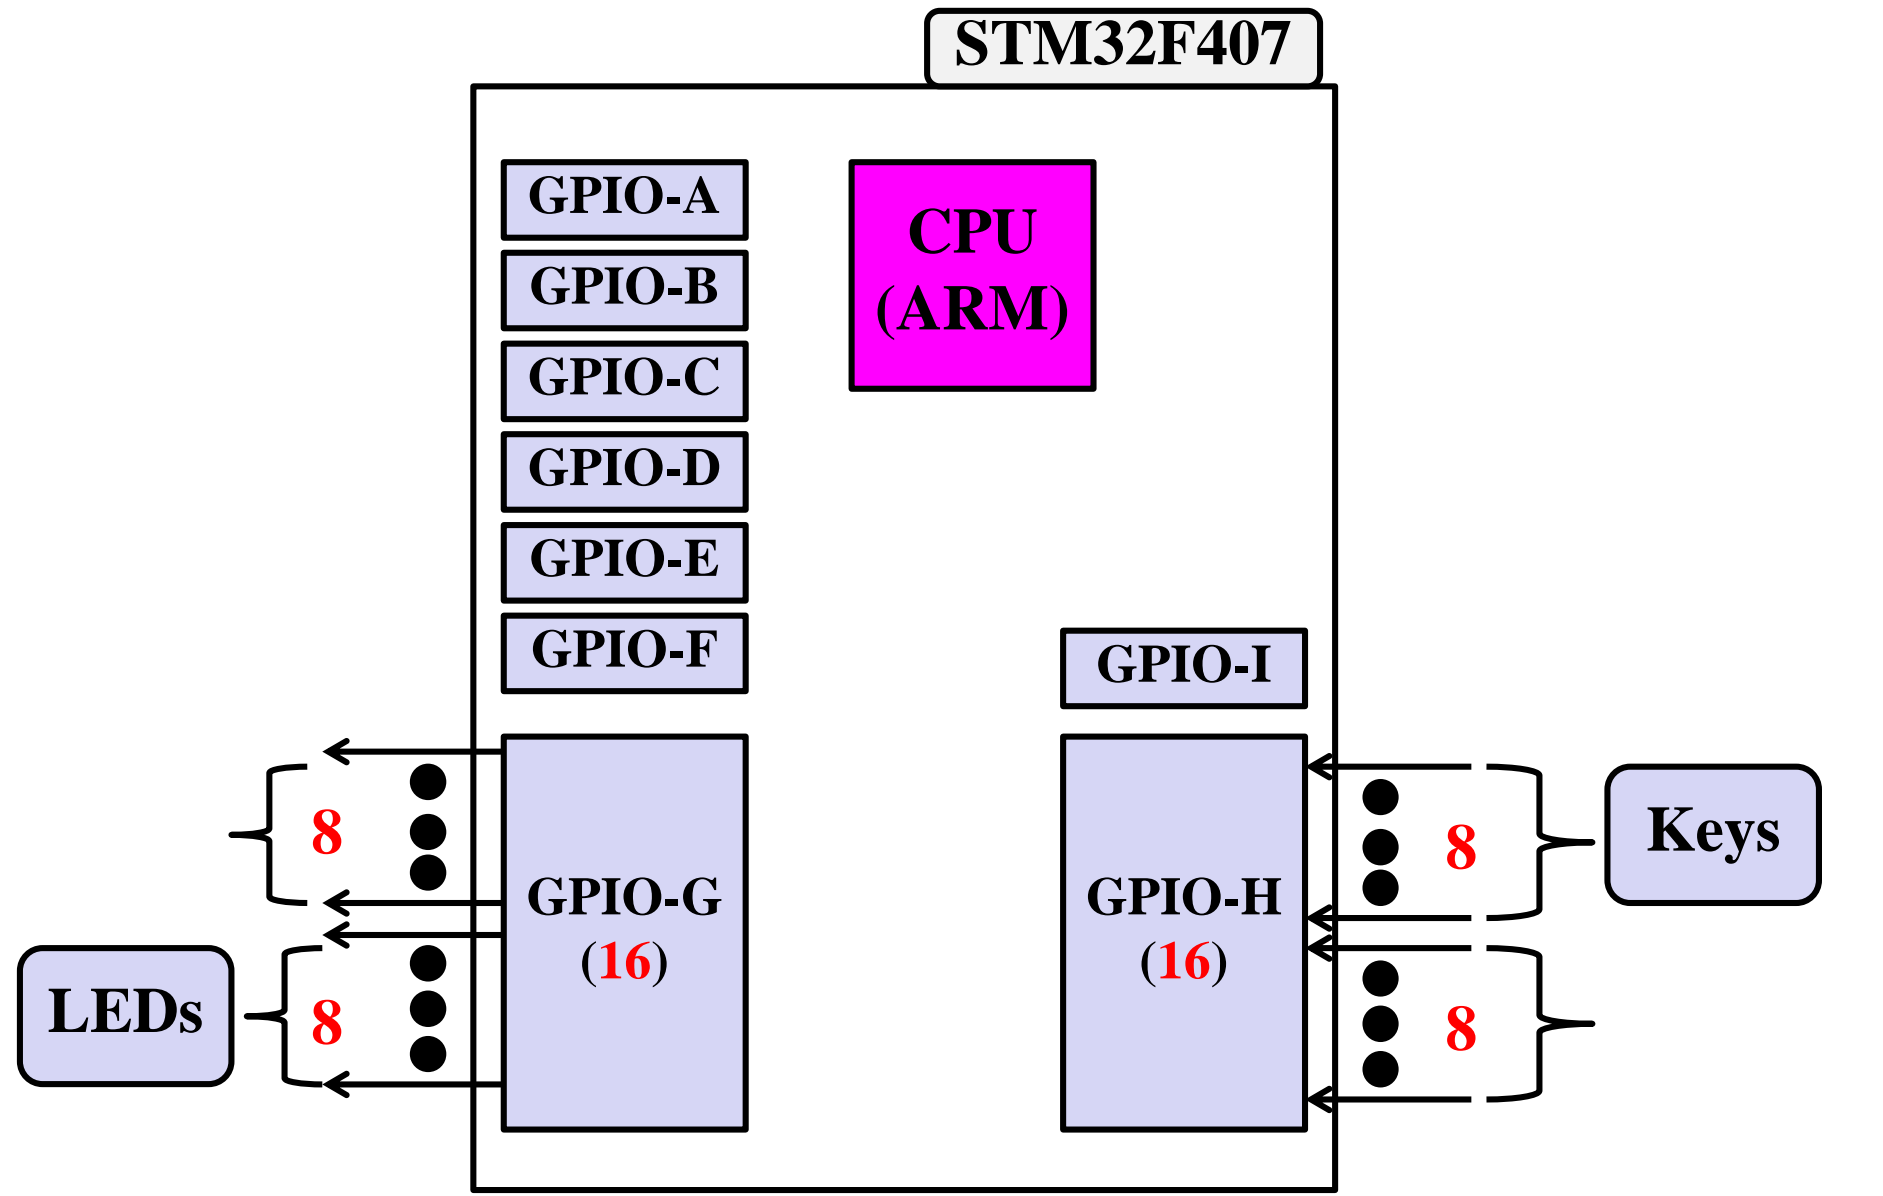 STM32F407
GPIO-A
GPIO-B
GPIO-C
GPIO-D
GPIO-E
GPIO-F
CPU
(ARM)
GPIO-I
8
8
LEDs
GPIO-G
(16)
GPIO-H
(16)
8
8
Keys